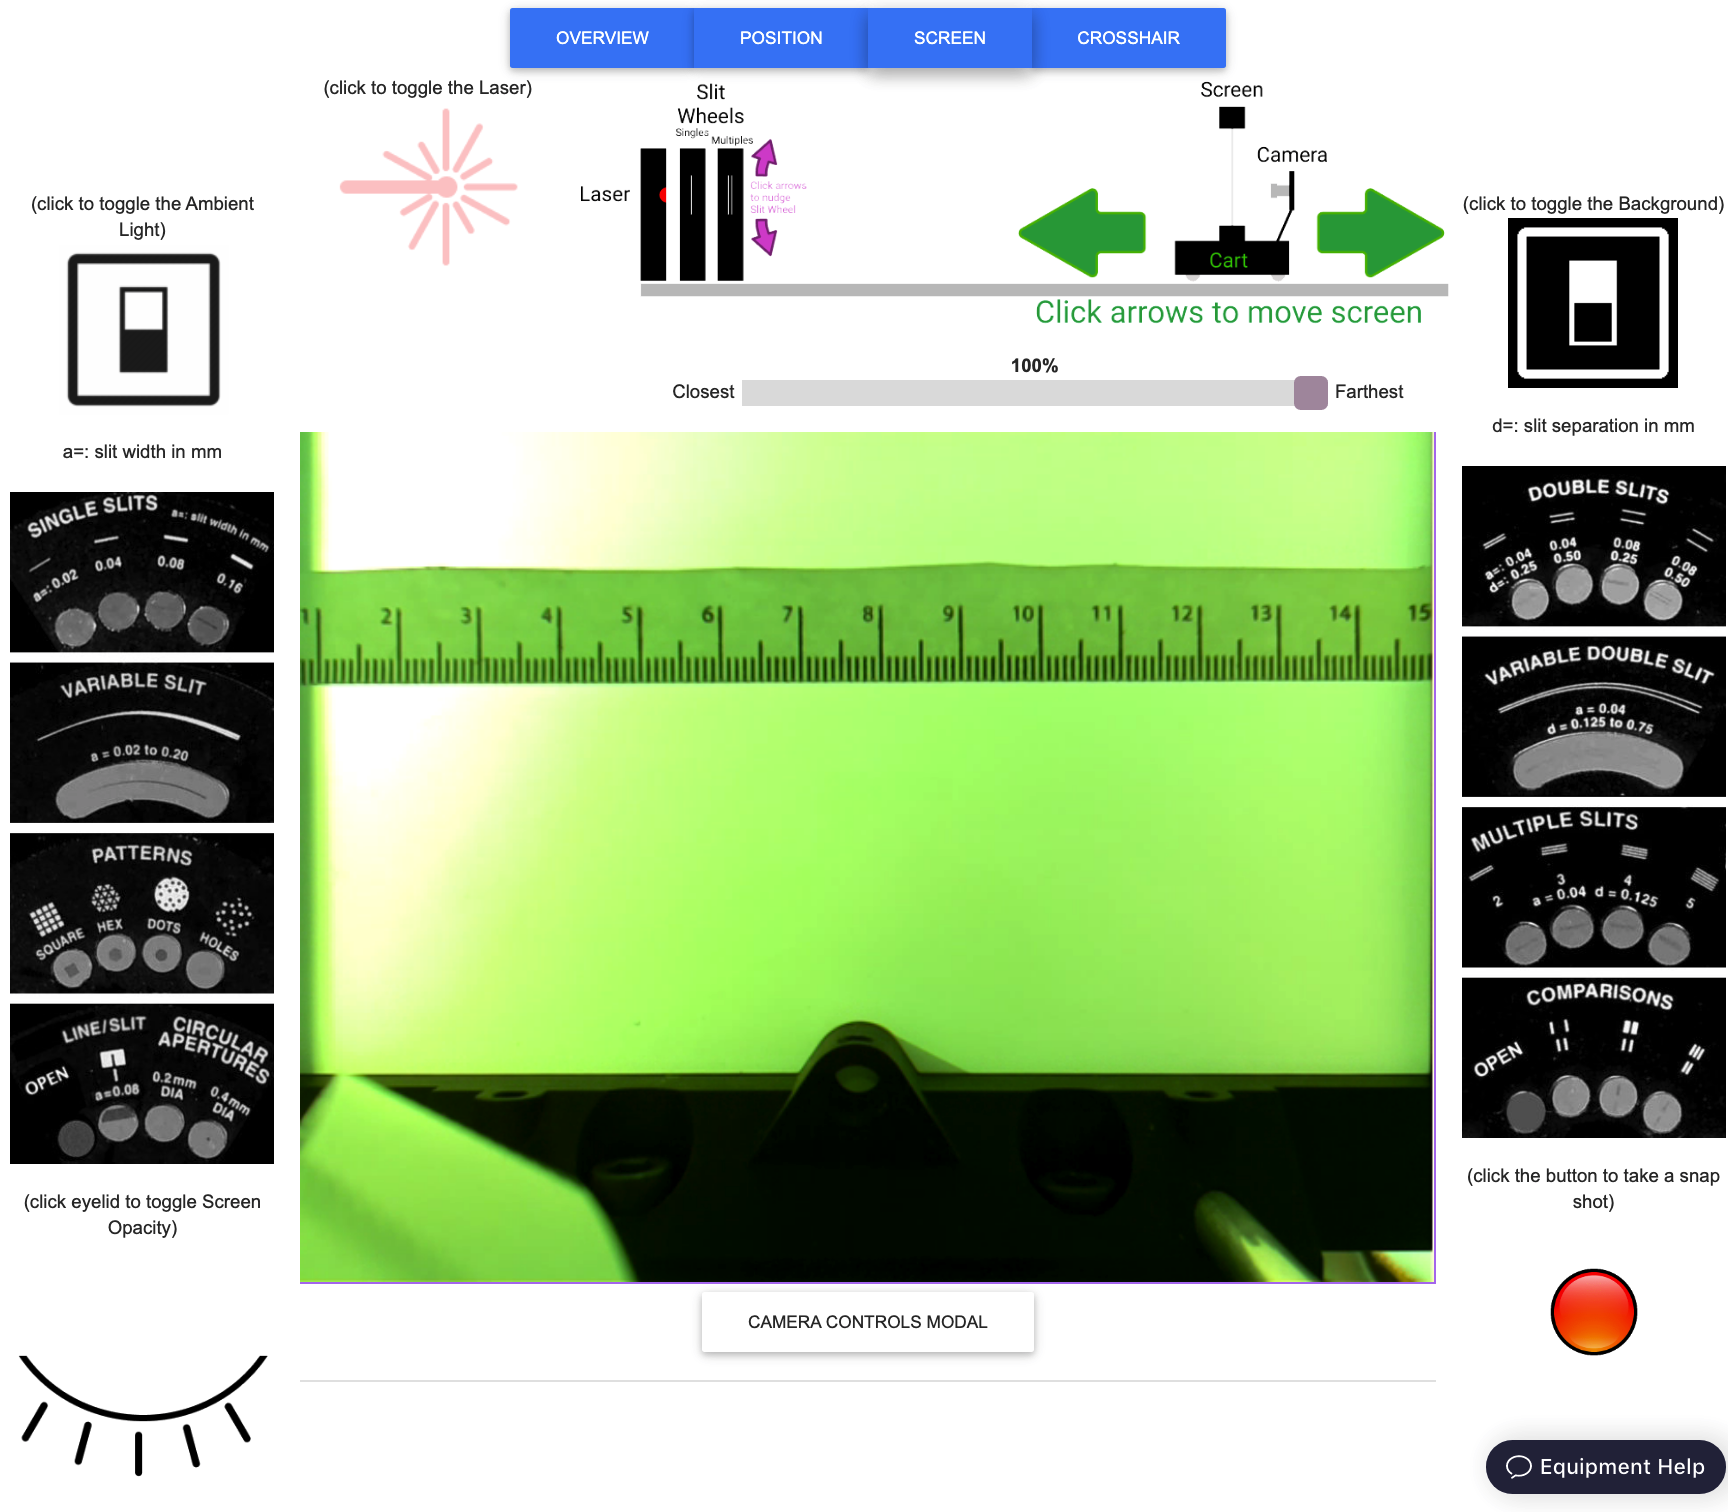 OVERVIEW
POSITION
SCREEN
CROSSHAIR
(click to toggle the Laser)
Slit
Wheels
Singles
Multiples
Laser
Click arrows
to nudge
Slit Wheel
Screen
Camera
Cart
Click arrows to move screen
100%
Closest
Farthest
(click to toggle the Ambient
Light)
a=: slit width in mm
SINGLE SLITS
a=: slit width in mm
a=: 0.02
0.04
0.08
0.16
VARIABLE SLIT
a = 0.02 to 0.20
PATTERNS
SQUARE
HEX
DOTS
HOLES
LINE/SLIT
CIRCULAR
APERTURES
OPEN
a=0.08
0.2mm
DIA
0.4mm
DIA
(click eyelid to toggle Screen
Opacity)
1 2 3 4 5 6 7 8 9 10 11 12 13 14 15
CAMERA CONTROLS MODAL
(click to toggle the Background)
d=: slit separation in mm
DOUBLE SLITS
a=: 0.04
d=: 0.25
0.04
0.50
0.08
0.25
0.08
0.50
VARIABLE DOUBLE SLIT
a = 0.04
d = 0.125 to 0.75
MULTIPLE SLITS
2
3
4
5
a = 0.04 d = 0.125
COMPARISONS
OPEN
(click the button to take a snap
shot)
Equipment Help